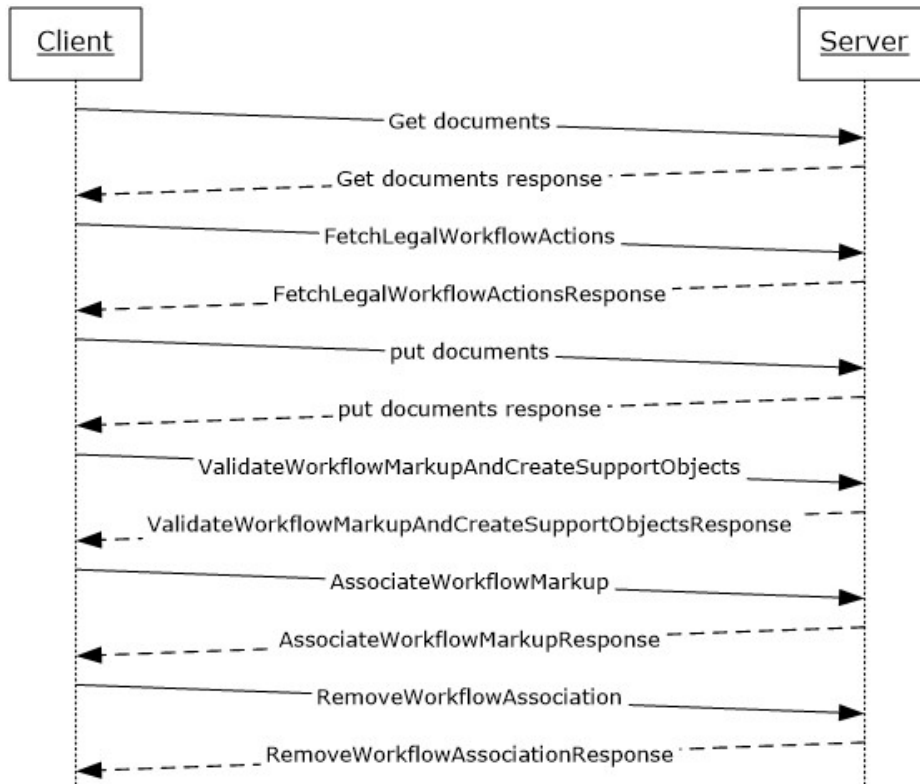 Client
Server
Get documents
Get documents response
FetchLegalWorkflowActions
FetchLegalWorkflowActionsResponse
put documents
put documents response
ValidateWorkflowMarkupAndCreateSupportObjects
ValidateWorkflowMarkupAndCreateSupportObjectsResponse
AssociateWorkflowMarkup
AssociateWorkflowMarkupResponse
RemoveWorkflowAssociation
RemoveWorkflowAssociationResponse